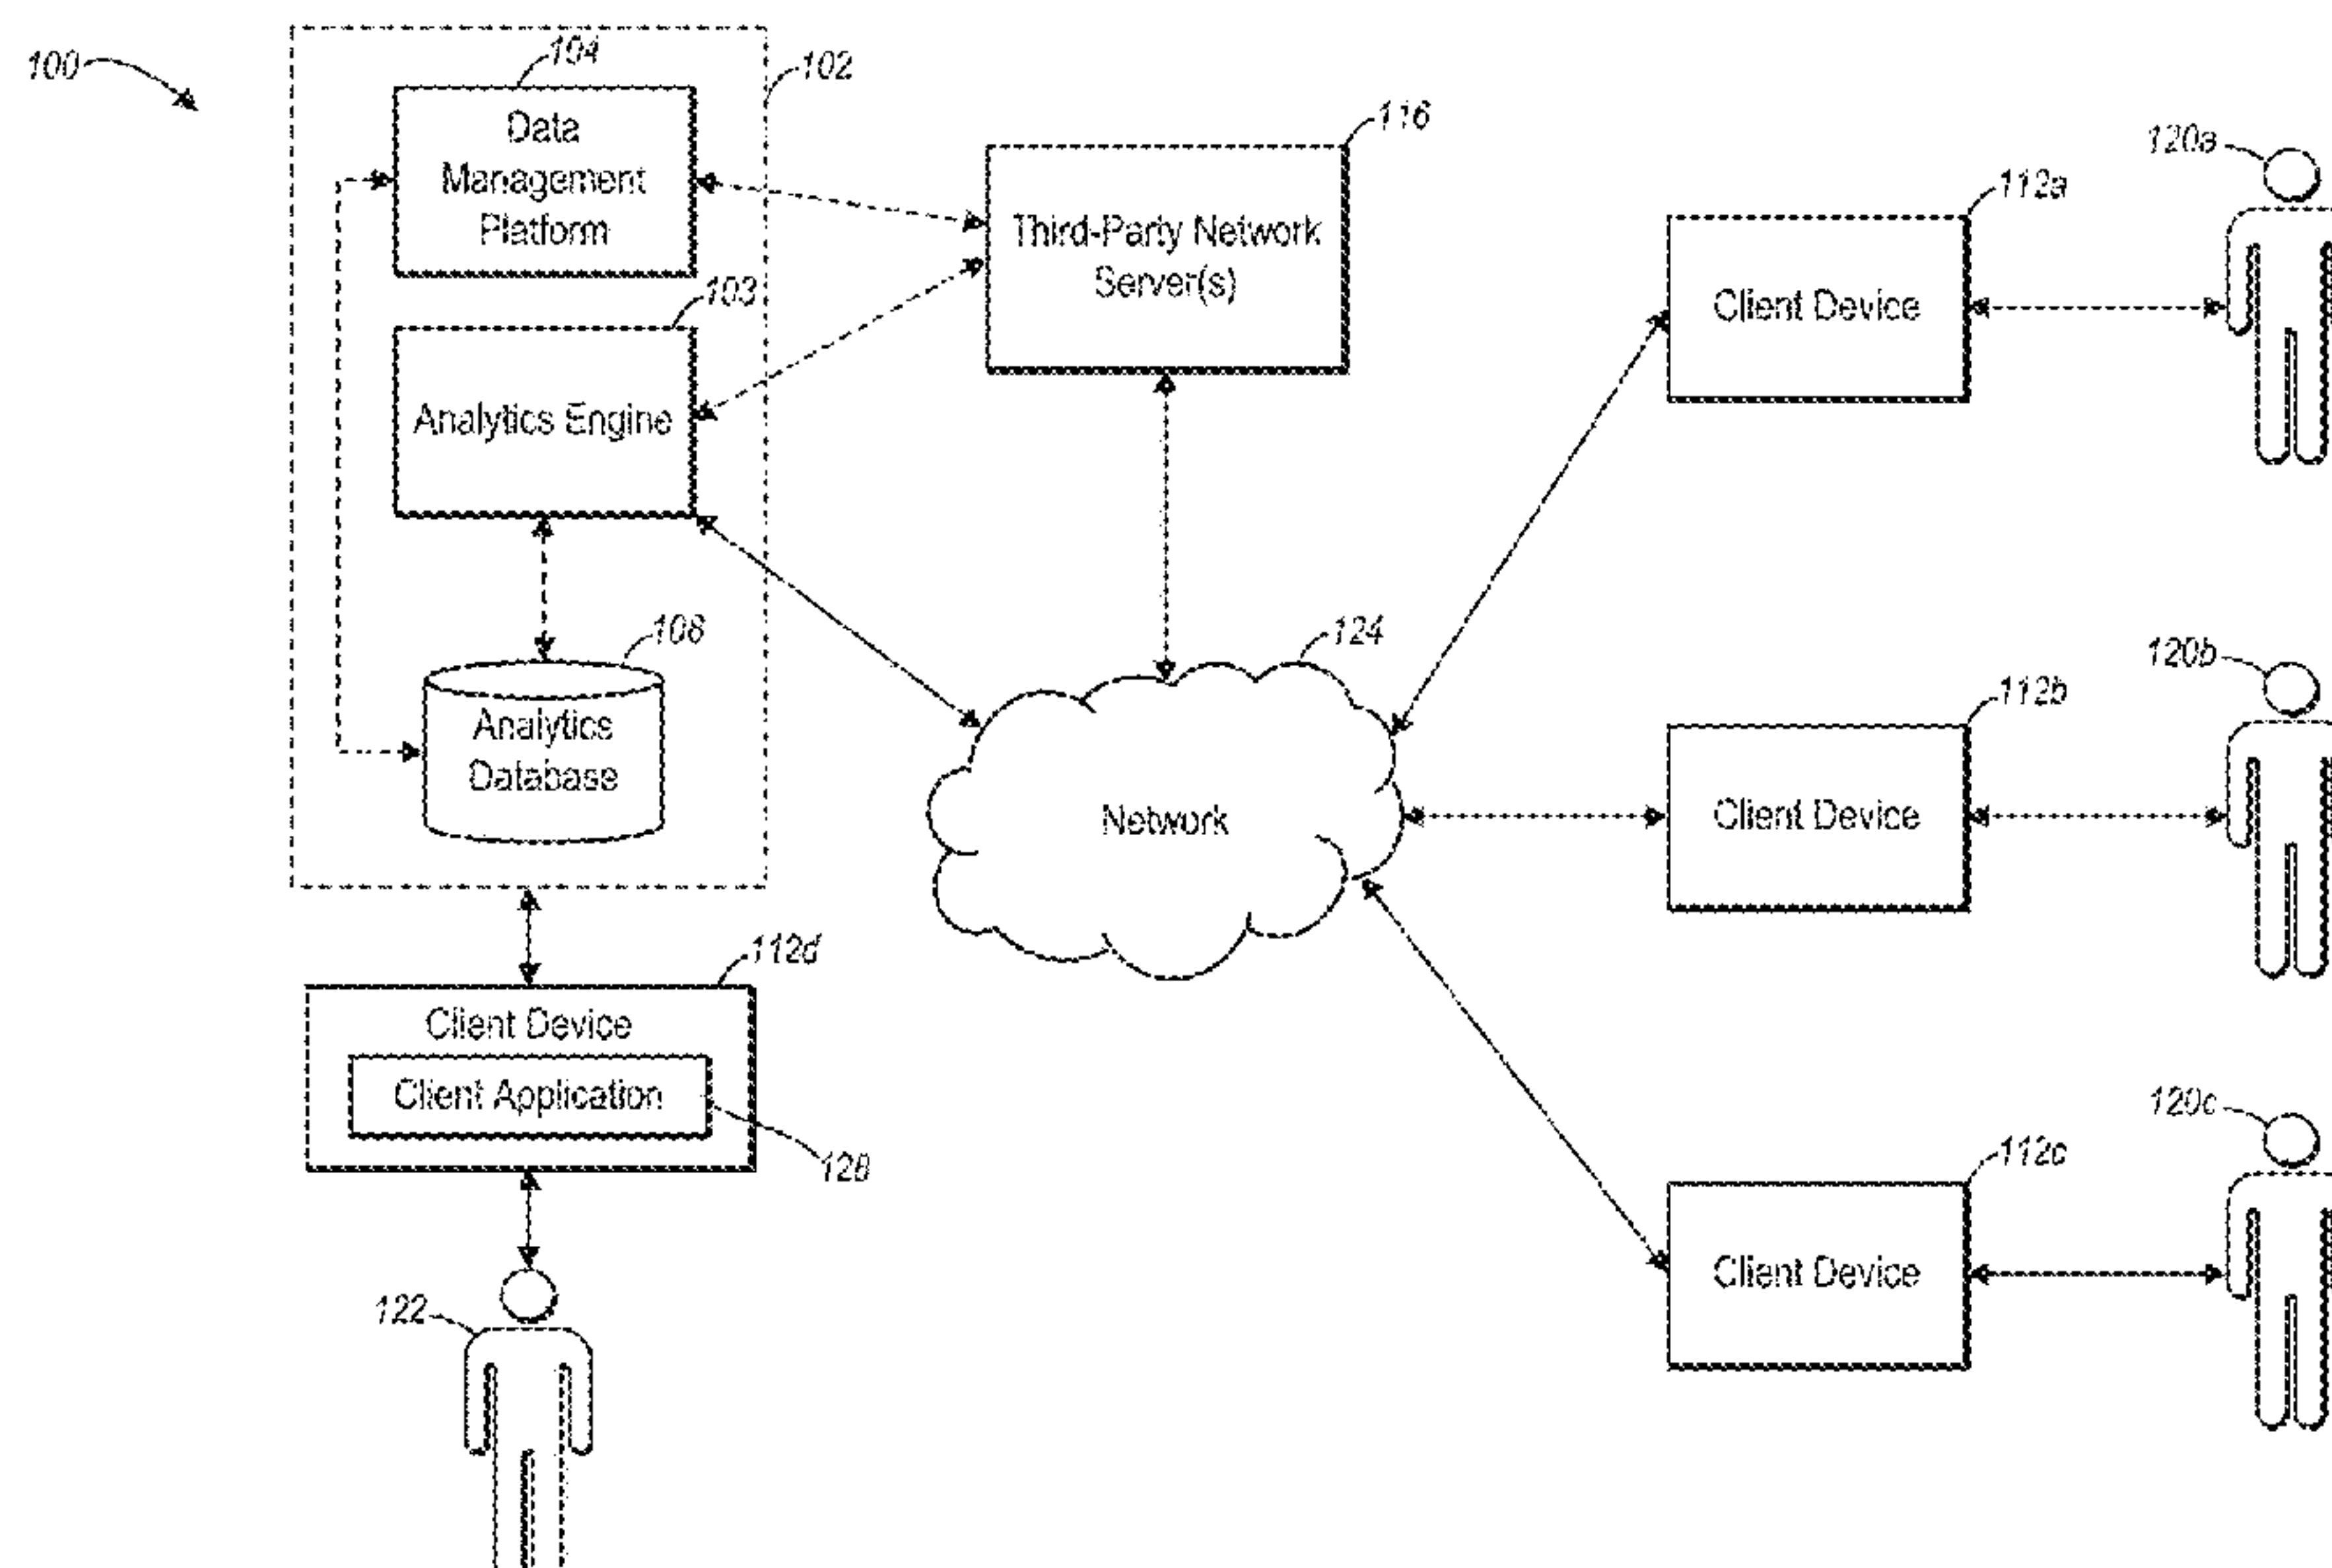 100
104
102
Data
Management
Platform
103
Analytics Engine
108
Analytics
Database
116
Third-Party Network
Server(s)
124
Network
112a
Client Device
120a
112b
Client Device
120b
112c
Client Device
120c
112d
Client Device
Client Application
128
122